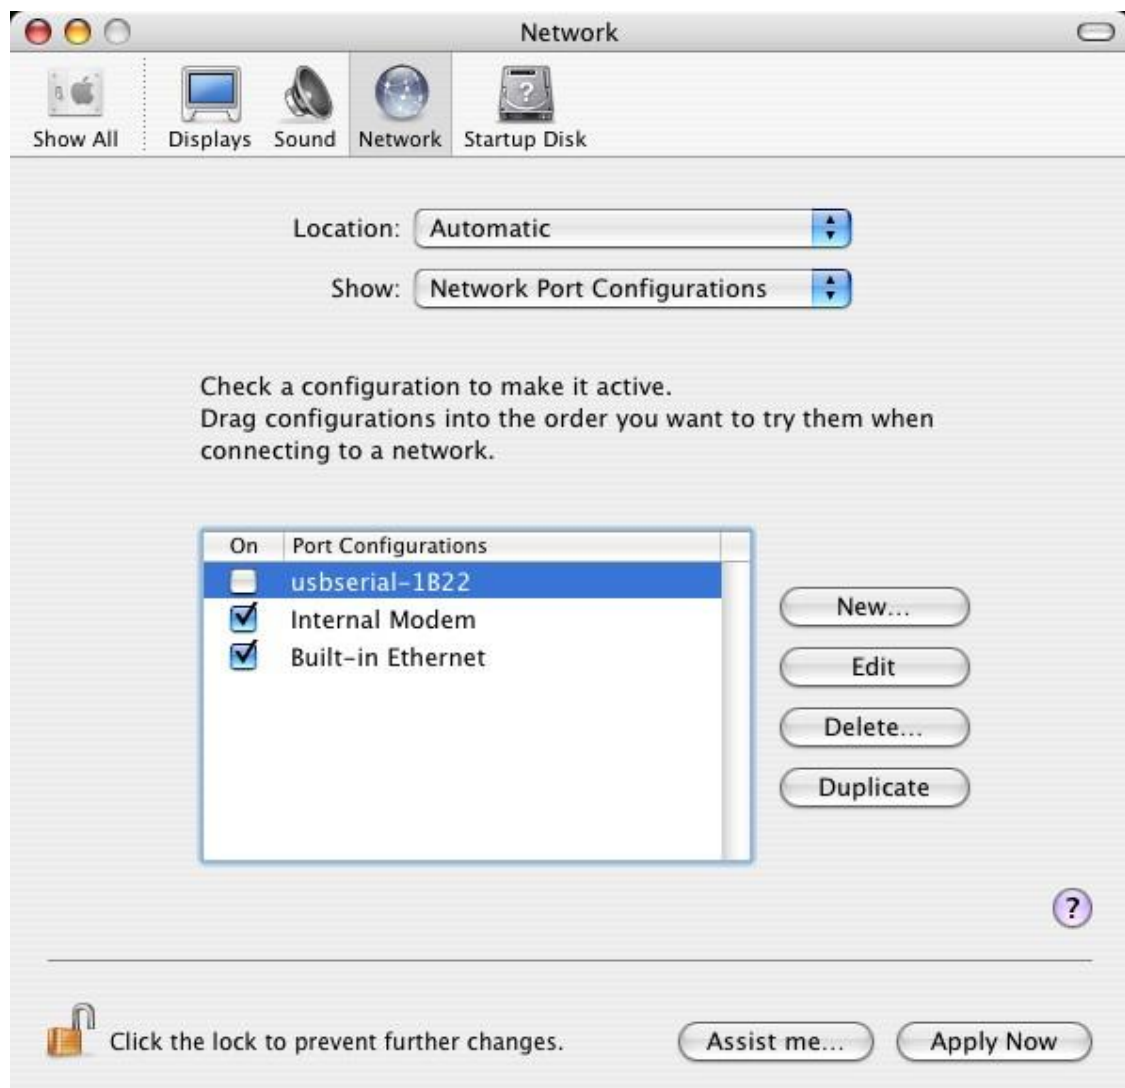 Network
Show All
Displays
Sound
Network
Startup Disk
Location: Automatic
Show: Network Port Configurations
Check a configuration to make it active.
Drag configurations into the order you want to try them when
connecting to a network.
On Port Configurations
usbserial-1B22
Internal Modem
Built-in Ethernet
New...
Edit
Delete...
Duplicate
?
Click the lock to prevent further changes.
Assist me...
Apply Now